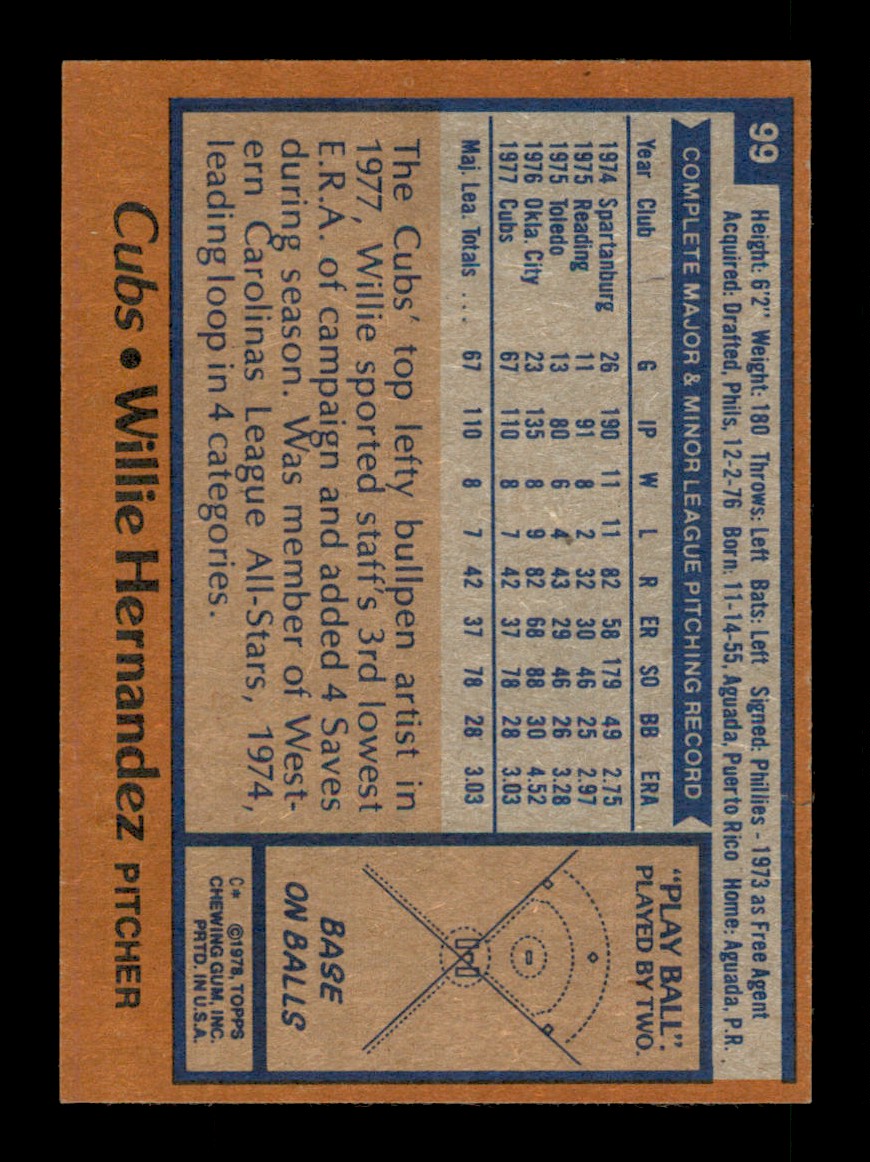 99
Height: 6'2" Weight: 180 Throws: Left Bats: Left Signed: Phillies - 1973 as Free Agent
Acquired: Drafted, Phils, 12-2-76 Born: 11-14-55, Aguada, Puerto Rico Home: Aguada, P.R.
COMPLETE MAJOR & MINOR LEAGUE PITCHING RECORD
Year Club G IP W L R ER SO BB ERA
1974 Spartanburg 26 190 11 11 82 58 179 49 2.75
1975 Reading 11 91 8 2 32 30 46 25 2.97
1975 Toledo 13 80 6 4 43 29 46 26 3.28
1976 Okla. City 23 135 8 9 82 68 88 30 4.52
1977 Cubs 67 110 8 7 42 37 78 28 3.03
Maj. Lea. Totals ... 67 110 8 7 42 37 78 28 3.03
The Cubs' top lefty bullpen artist in
1977, Willie sported staff's 3rd lowest
E.R.A. of campaign and added 4 Saves
during season. Was member of West-
ern Carolinas League All-Stars, 1974,
leading loop in 4 categories.
"PLAY BALL":
PLAYED BY TWO.
BASE
ON BALLS
C* ©1978, TOPPS
CHEWING GUM, INC.
PRTD. IN U.S.A.
Cubs • Willie Hernandez PITCHER